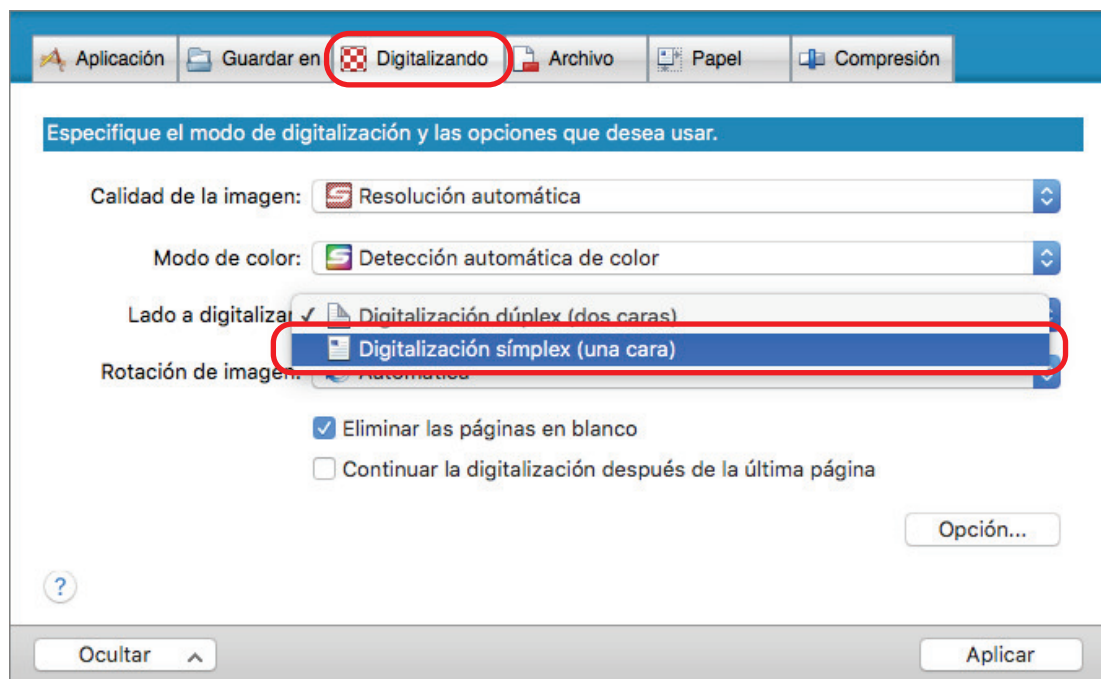 Aplicación Guardar en Digitalizando Archivo Papel Compresión
Especifique el modo de digitalización y las opciones que desea usar.
Calidad de la imagen: Resolución automática
Modo de color: Detección automática de color
Lado a digitalizar ✓ Digitalización dúplex (dos caras)
Digitalización símplex (una cara)
Rotación de imagen: Automática
Eliminar las páginas en blanco
Continuar la digitalización después de la última página
Opción...
?
Ocultar Aplicar